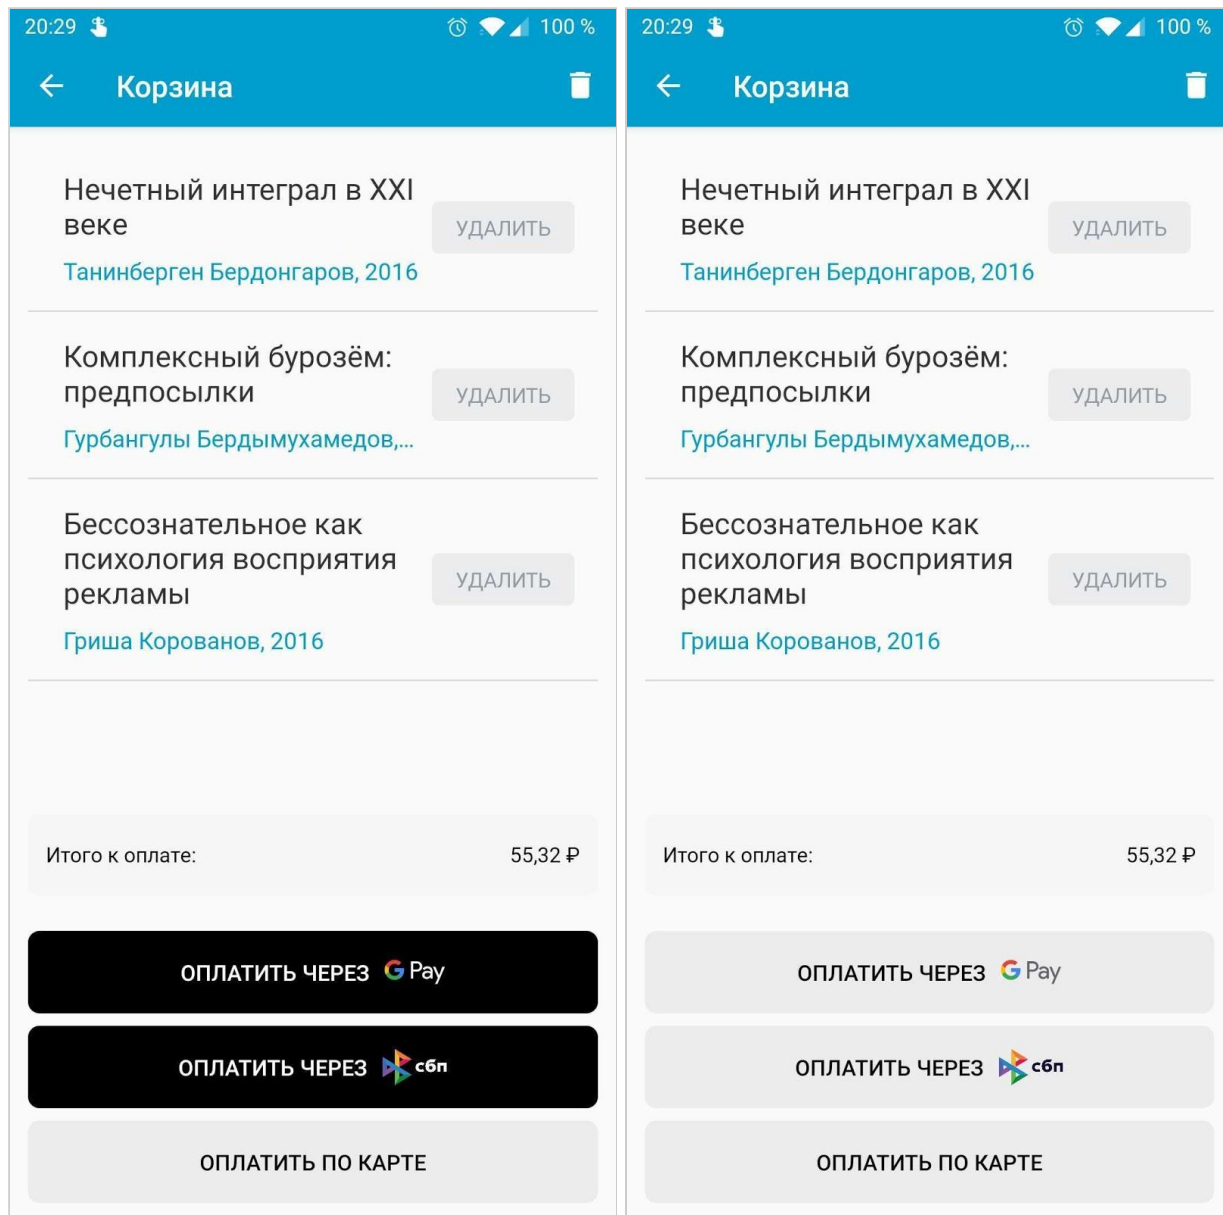 20:29
100 %
Корзина
Нечетный интеграл в XXI
веке
УДАЛИТЬ
Танинберген Бердонгаров, 2016
Комплексный бурозём:
предпосылки
УДАЛИТЬ
Гурбангулы Бердымухамедов,...
Бессознательное как
психология восприятия
рекламы
УДАЛИТЬ
Гриша Корованов, 2016
Итого к оплате:
55,32 ₽
ОПЛАТИТЬ ЧЕРЕЗ G Pay
ОПЛАТИТЬ ЧЕРЕЗ сбп
ОПЛАТИТЬ ПО КАРТЕ
20:29
100 %
Корзина
Нечетный интеграл в XXI
веке
УДАЛИТЬ
Танинберген Бердонгаров, 2016
Комплексный бурозём:
предпосылки
УДАЛИТЬ
Гурбангулы Бердымухамедов,...
Бессознательное как
психология восприятия
рекламы
УДАЛИТЬ
Гриша Корованов, 2016
Итого к оплате:
55,32 ₽
ОПЛАТИТЬ ЧЕРЕЗ G Pay
ОПЛАТИТЬ ЧЕРЕЗ сбп
ОПЛАТИТЬ ПО КАРТЕ